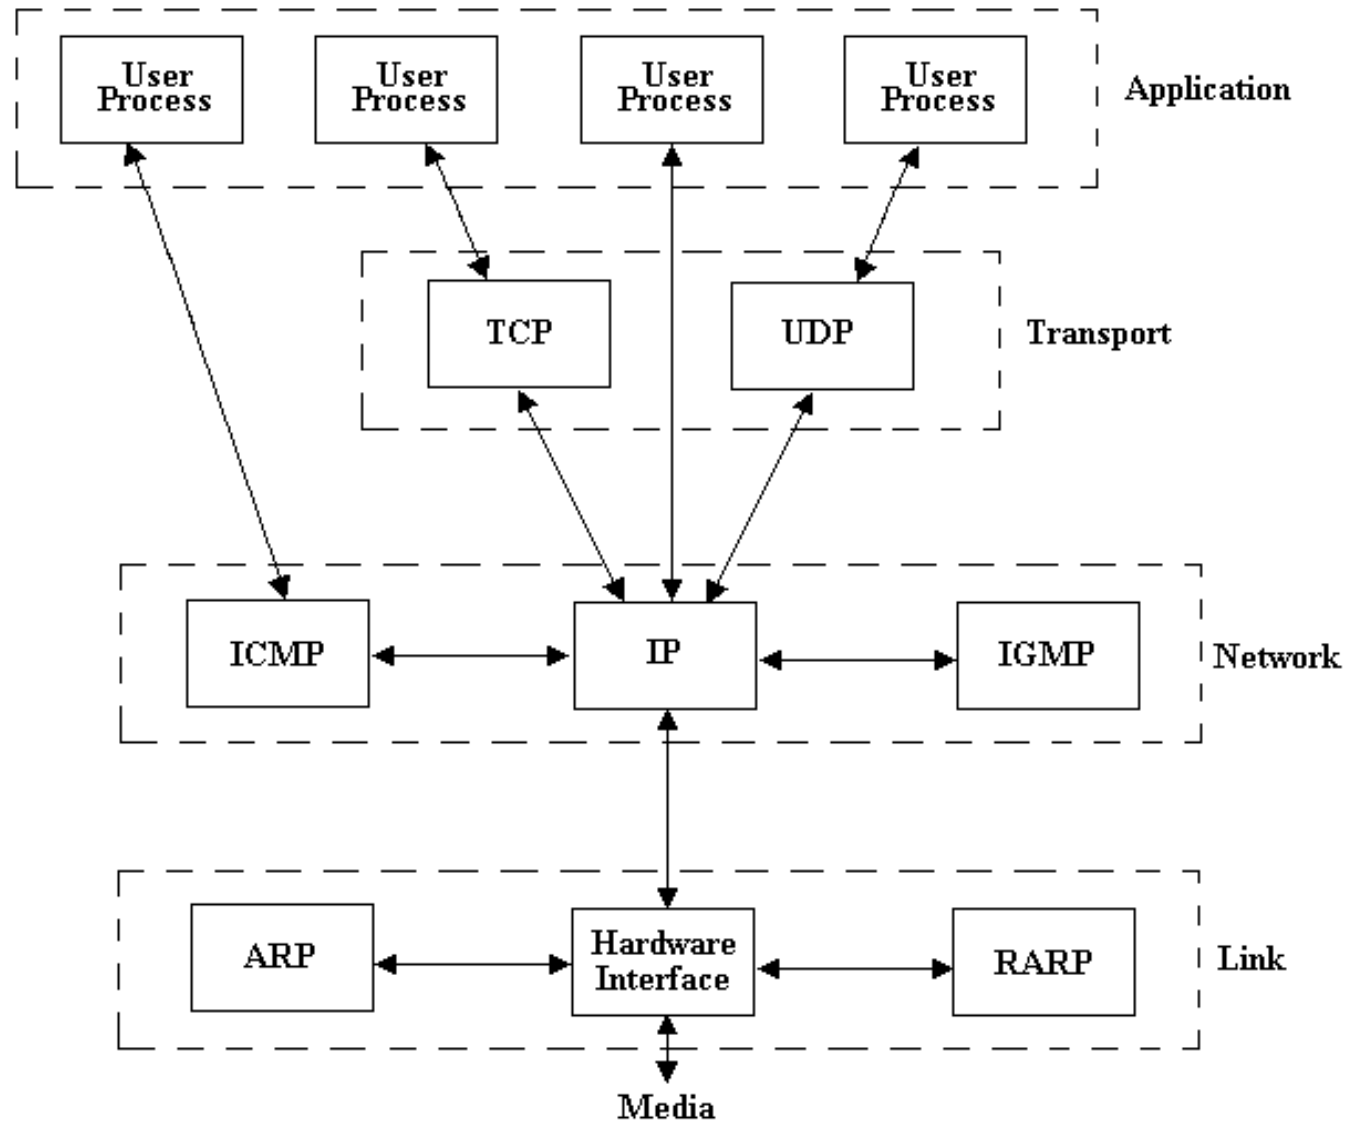 User
Process
User
Process
User
Process
User
Process
Application
TCP
UDP
Transport
ICMP
IP
IGMP
Network
ARP
Hardware
Interface
RARP
Link
Media